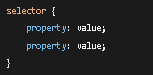 selector {
    property: value;
    property: value;
}